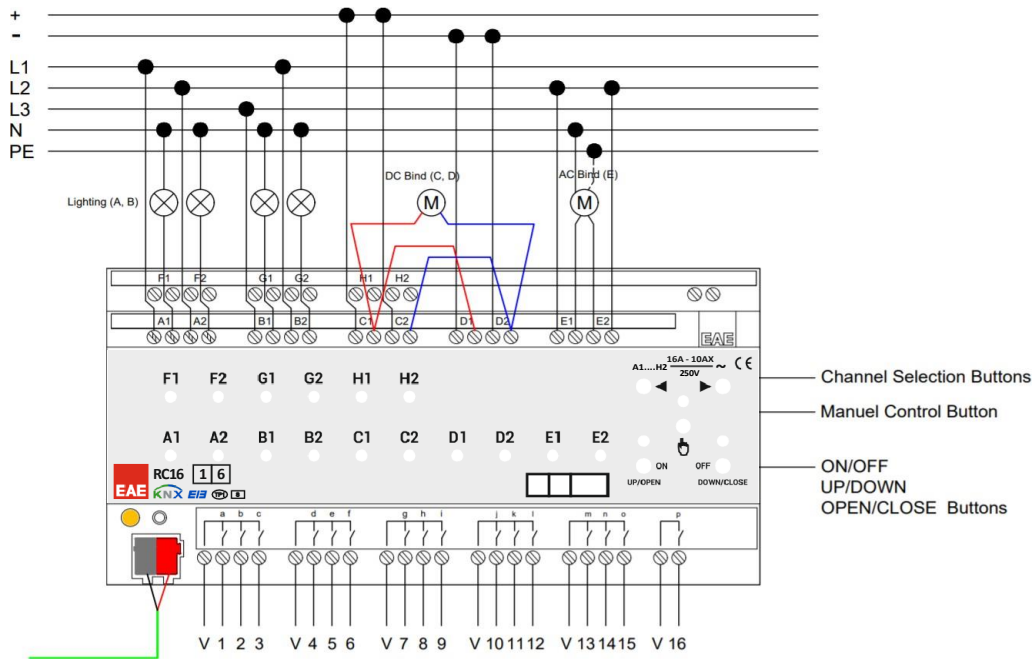 +
-
L1
L2
L3
N
PE
Lighting (A, B)
DC Bind (C, D)
M
AC Bind (E)
M
F1 F2 G1 G2 H1 H2
A1 A2 B1 B2 C1 C2 D1 D2 E1 E2
EAE
F1 F2 G1 G2 H1 H2
A1....H2 16A - 10AX
250V ~ CE
Channel Selection Buttons
Manuel Control Button
A1 A2 B1 B2 C1 C2 D1 D2 E1 E2
ON OFF
UP/OPEN DOWN/CLOSE
ON/OFF
UP/DOWN
OPEN/CLOSE Buttons
EAE RC16 1 6
KNX EIB TP1 B
a b c d e f g h i j k l m n o p
V 1 2 3 V 4 5 6 V 7 8 9 V 10 11 12 V 13 14 15 V 16